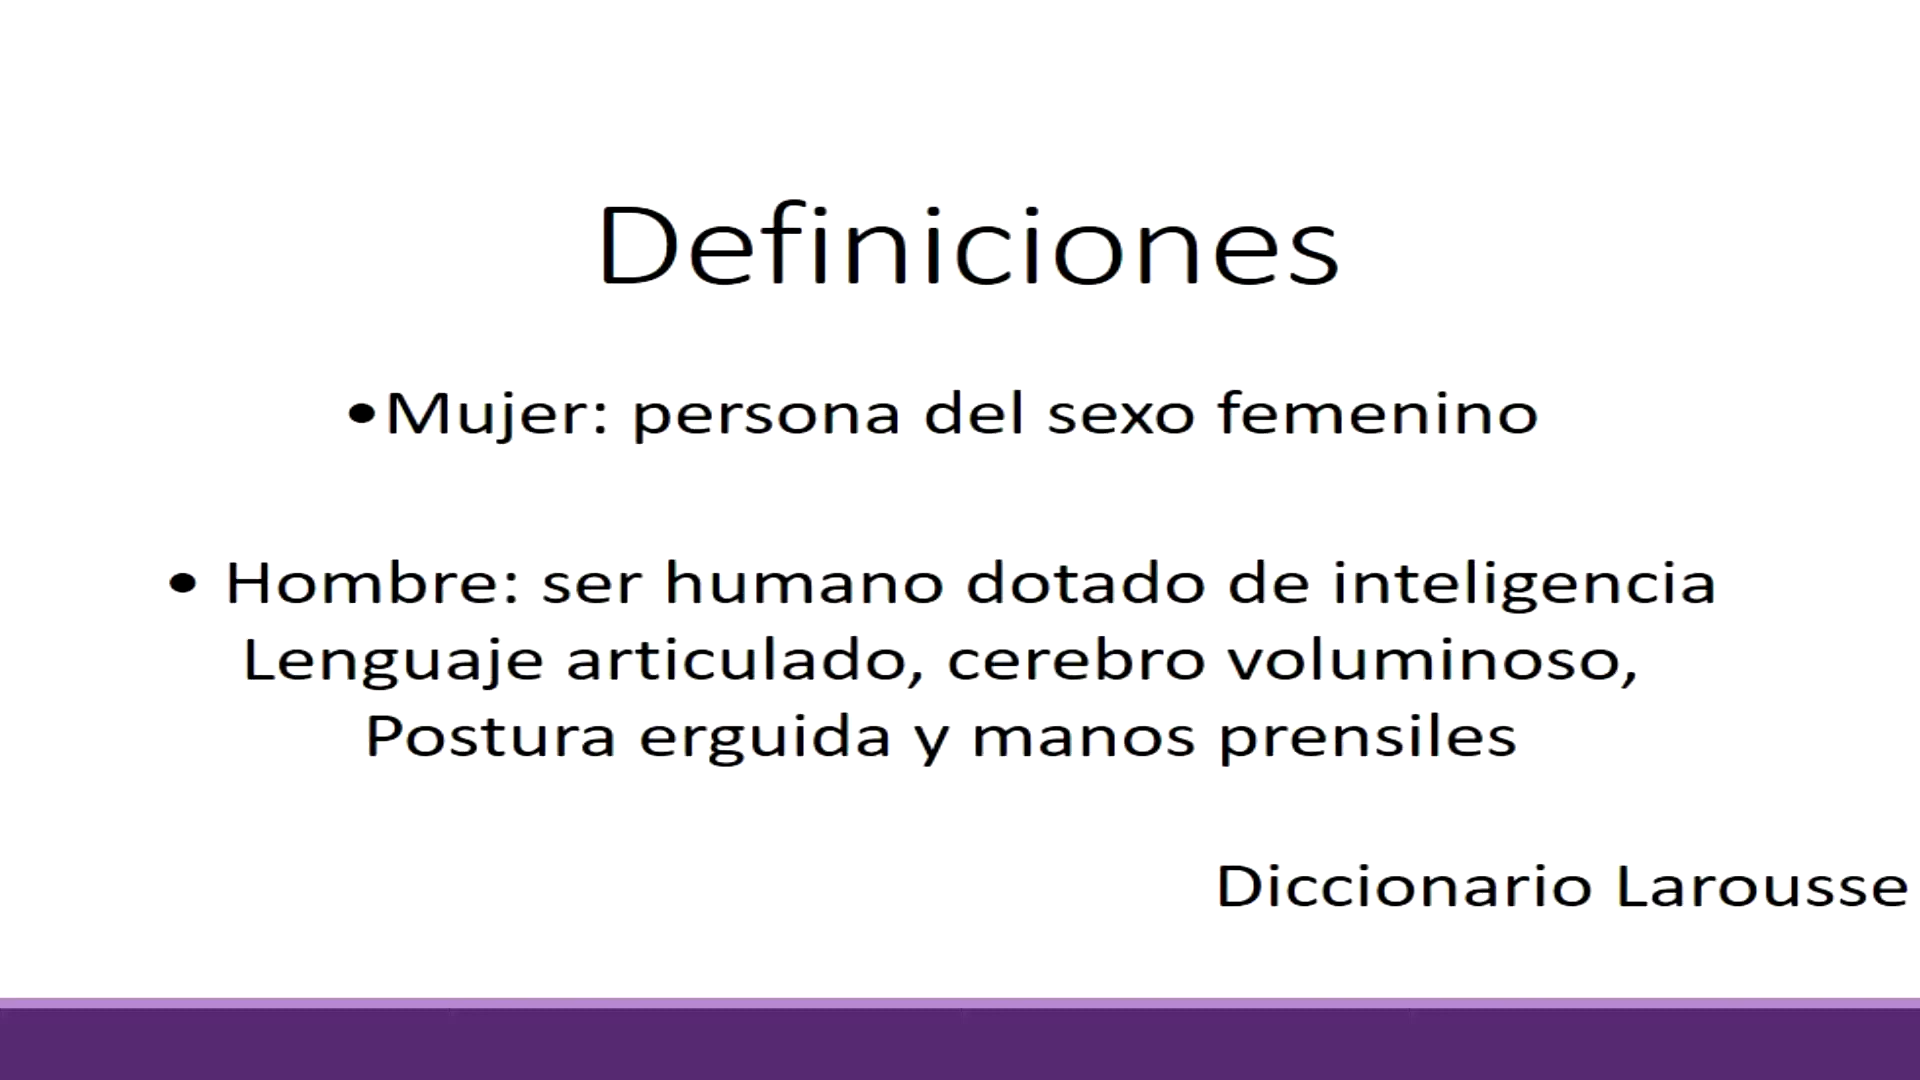 Definiciones
•Mujer: persona del sexo femenino
• Hombre: ser humano dotado de inteligencia
Lenguaje articulado, cerebro voluminoso,
Postura erguida y manos prensiles
Diccionario Larousse